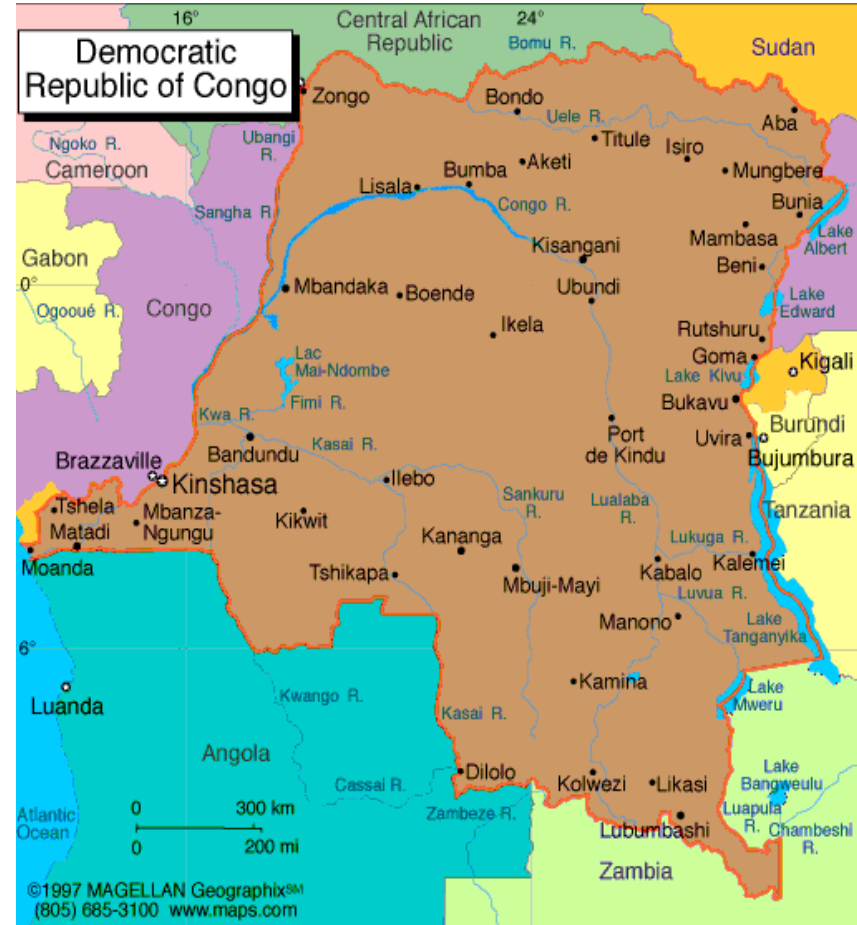 16°
24°
Central African
Republic
Bomu R.
Sudan
Democratic
Republic of Congo
Zongo
Bondo
Uele R.
Aba
Ubangi
R.
Ngoko R.
Cameroon
Titule
Isiro
Aketi
Mungbere
Lisala
Bumba
Congo R.
Sangha R
Bunia
Mambasa
Lake
Albert
Gabon
Kisangani
Beni
0°
Mbandaka
Boende
Ubundi
Ogooué R.
Congo
Lake
Edward
Ikela
Rutshuru
Goma
Kigali
Lac
Mai-Ndombe
Lake Kivu
Fimi R.
Kwa R.
Bukavu
Kasai R.
Port
de Kindu
Uvira
Burundi
Bujumbura
Bandundu
Brazzaville
Kinshasa
Ilebo
Sankuru
R.
Lualaba
R.
Tanzania
Tshela
Matadi
Mbanza-
Ngungu
Kikwit
Kananga
Lukuga R.
Moanda
Tshikapa
Mbuji-Mayi
Kabalo
Kalemei
Luvua R.
Manono
Lake
Tanganyika
6°
Kamina
Luanda
Kwango R.
Kasai R.
Lake
Mweru
Angola
Dilolo
Kolwezi
Likasi
Lake
Bangweulu
Cassai R.
Atlantic
Ocean
0
300 km
0
200 mi
Zambeze R.
Lubumbashi
Luapula
R.
Chambeshi
R.
Zambia
©1997 MAGELLAN Geographix℠
(805) 685-3100 www.maps.com